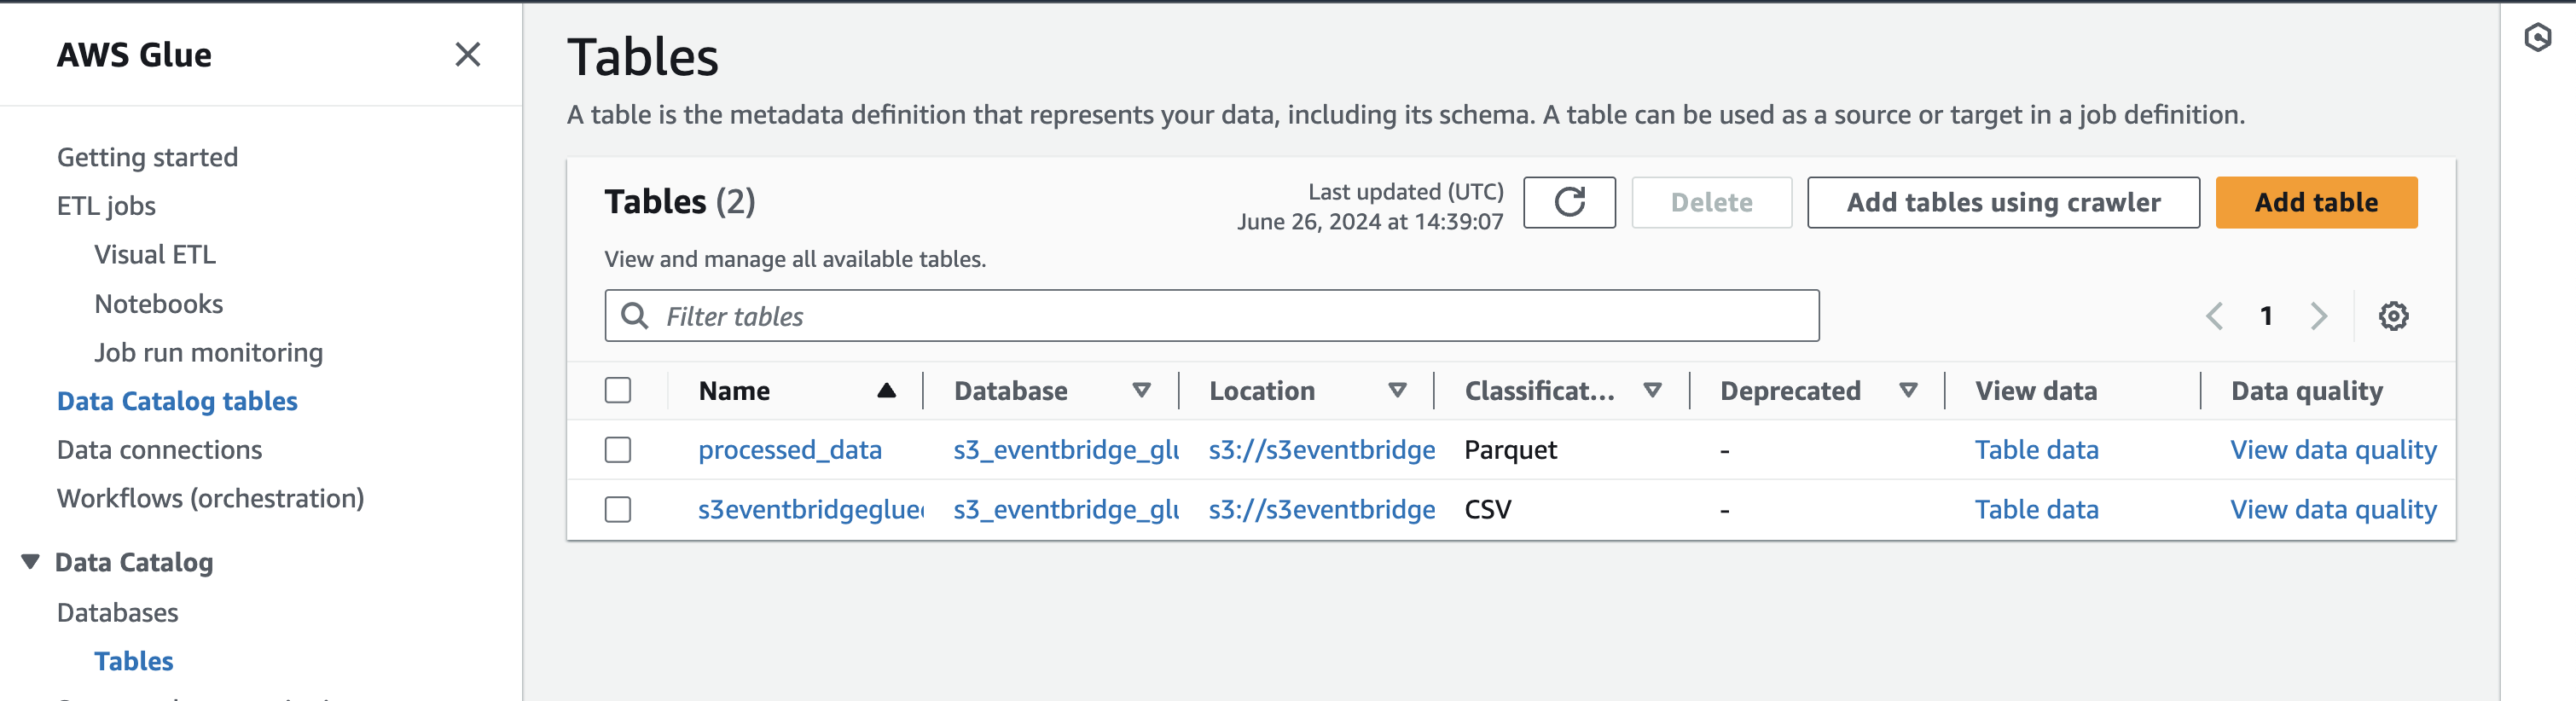 AWS Glue
Getting started
ETL jobs
Visual ETL
Notebooks
Job run monitoring
Data Catalog tables
Data connections
Workflows (orchestration)
Data Catalog
Databases
Tables
Tables
A table is the metadata definition that represents your data, including its schema. A table can be used as a source or target in a job definition.
Tables (2)
Last updated (UTC)
June 26, 2024 at 14:39:07
Delete
Add tables using crawler
Add table
View and manage all available tables.
Filter tables
1
Name Database Location Classificat... Deprecated View data Data quality
processed_data s3_eventbridge_glu s3://s3eventbridge Parquet - Table data View data quality
s3eventbridgeglue s3_eventbridge_glu s3://s3eventbridge CSV - Table data View data quality